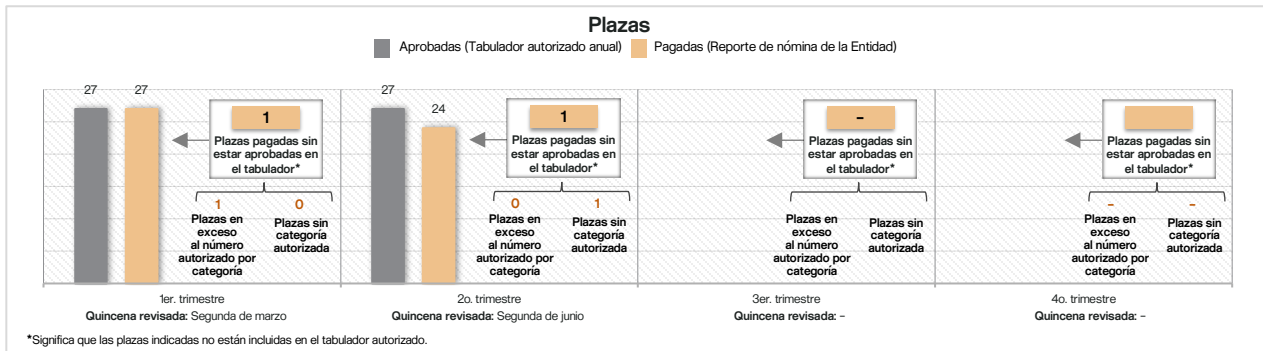 Plazas
Aprobadas (Tabulador autorizado anual)
Pagadas (Reporte de nómina de la Entidad)
27
27
1
Plazas pagadas sin
estar aprobadas en
el tabulador*
1
0
Plazas en
exceso
al número
autorizado por
categoría
Plazas sin
categoría
autorizada
1er. trimestre
Quincena revisada: Segunda de marzo
27
24
1
Plazas pagadas sin
estar aprobadas en
el tabulador*
0
1
Plazas en
exceso
al número
autorizado por
categoría
Plazas sin
categoría
autorizada
2o. trimestre
Quincena revisada: Segunda de junio
-
Plazas pagadas sin
estar aprobadas en
el tabulador*
Plazas en
exceso
al número
autorizado por
categoría
Plazas sin
categoría
autorizada
3er. trimestre
Quincena revisada: -
Plazas pagadas sin
estar aprobadas en
el tabulador*
-
-
Plazas en
exceso
al número
autorizado por
categoría
Plazas sin
categoría
autorizada
4o. trimestre
Quincena revisada: -
*Significa que las plazas indicadas no están incluidas en el tabulador autorizado.